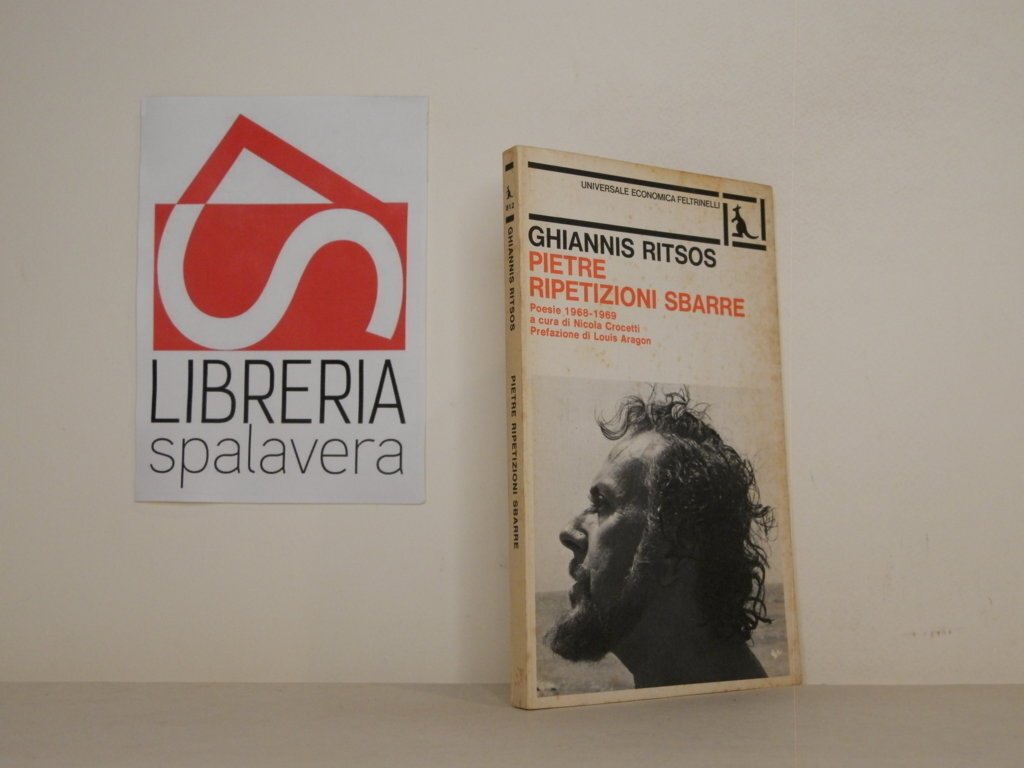 LIBRERIA
spalavera
UNIVERSALE ECONOMICA FELTRINELLI
GHIANNIS RITSOS
PIETRE
RIPETIZIONI SBARRE
Poesie 1968-1969
a cura di Nicola Crocetti
Prefazione di Louis Aragon
812
GHIANNIS RITSOS PIETRE RIPETIZIONI SBARRE